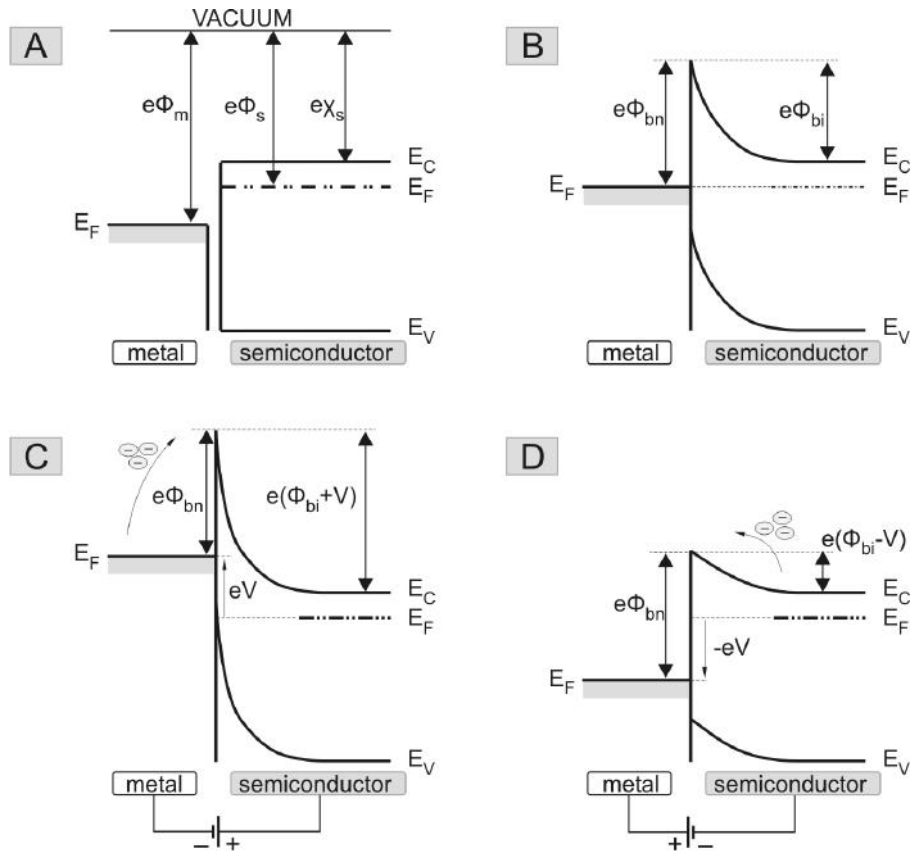 A
VACUUM
eΦm
eΦs
eχs
EC
EF
EF
EV
metal
semiconductor
B
eΦbn
eΦbi
EC
EF
EF
EV
metal
semiconductor
C
eΦbn
e(Φbi+V)
EF
eV
EC
EF
EV
metal
semiconductor
− +
D
e(Φbi-V)
eΦbn
EC
EF
-eV
EF
EV
metal
semiconductor
+ −